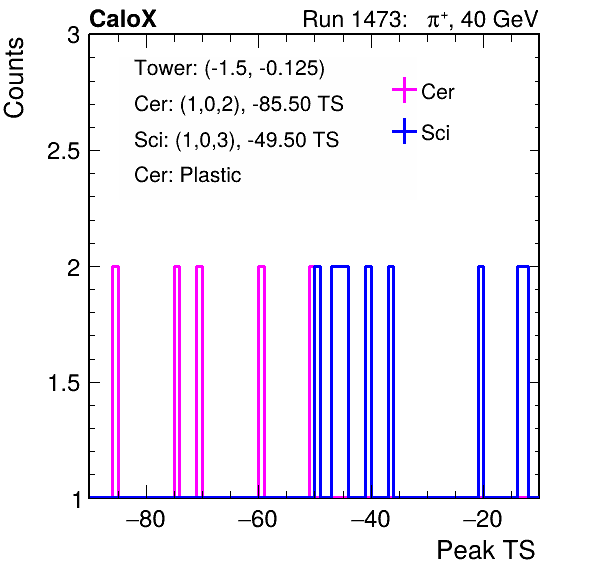 CaloX Run 1473: π⁺, 40 GeV
Counts
3
2.5
2
1.5
1
Tower: (-1.5, -0.125)
Cer: (1,0,2), -85.50 TS
Sci: (1,0,3), -49.50 TS
Cer: Plastic
Cer
Sci
−80 −60 −40 −20
Peak TS